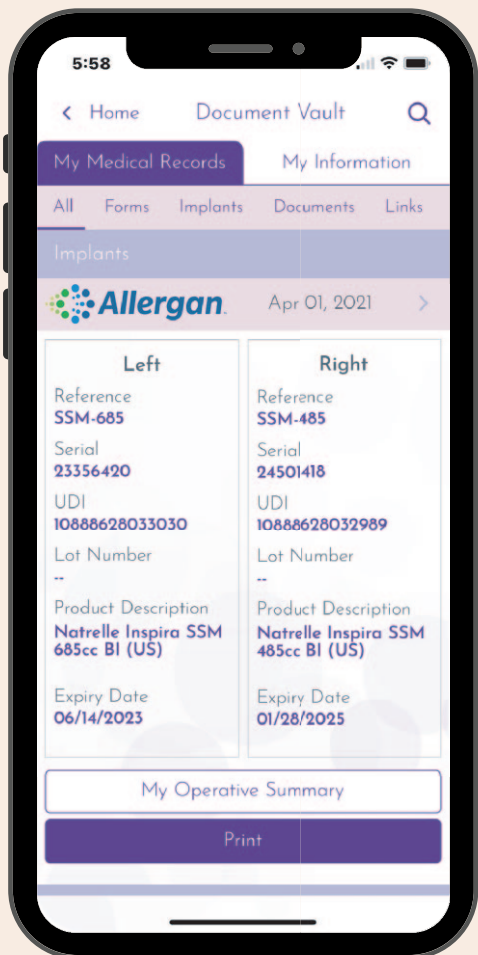 5:58
Home Document Vault
My Medical Records My Information
All Forms Implants Documents Links
Implants
Allergan. Apr 01, 2021
Left
Reference
SSM-685
Serial
23356420
UDI
10888628033030
Lot Number
--
Product Description
Natrelle Inspira SSM
685cc BI (US)
Expiry Date
06/14/2023
Right
Reference
SSM-485
Serial
24501418
UDI
10888628032989
Lot Number
--
Product Description
Natrelle Inspira SSM
485cc BI (US)
Expiry Date
01/28/2025
My Operative Summary
Print